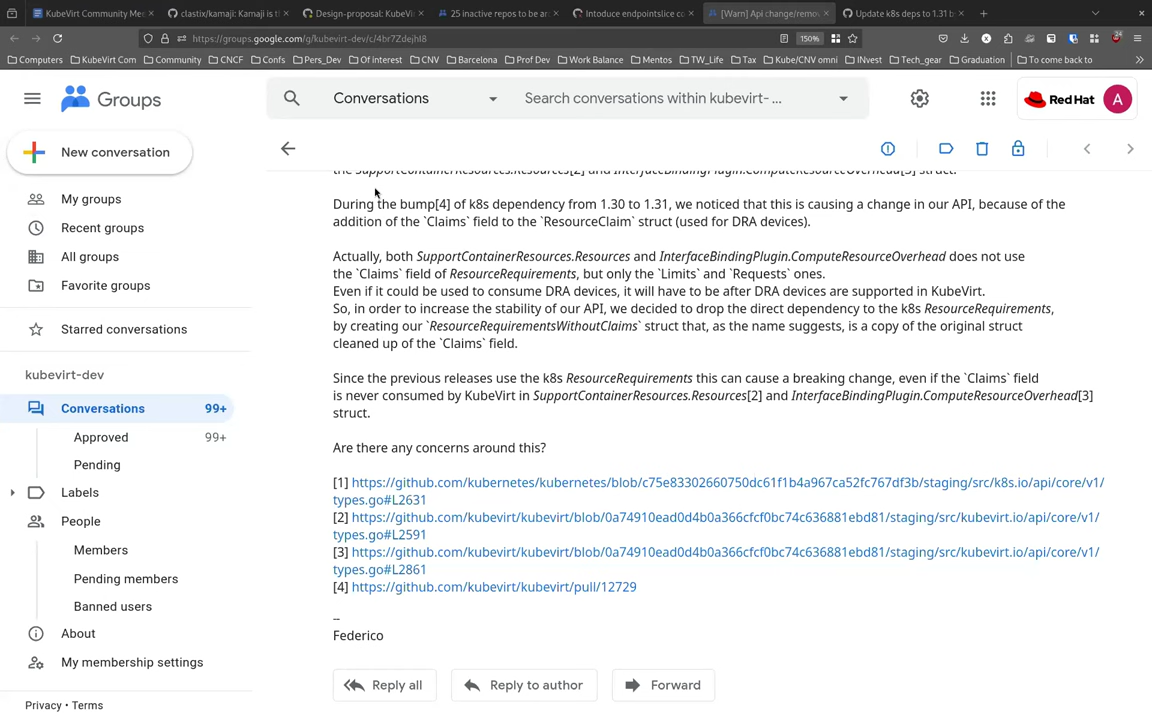 KubeVirt Community Mee
clastix/kamaji: Kamaji is t
Design-proposal: KubeVi
25 inactive repos to be ar
Intoduce endpointslice co
[Warn] Api change/remov
Update k8s deps to 1.31 b
https://groups.google.com/g/kubevirt-dev/c/4br7Zdejhl8
150%
24
Computers
KubeVirt Com
Community
CNCF
Confs
Pers_Dev
Of interest
CNV
Barcelona
Prof Dev
Work Balance
Mentos
TW_Life
Tax
Kube/CNV omni
INvest
Tech_gear
Graduation
To come back to
Groups
Conversations
Search conversations within kubevirt- ...
Red Hat
A
New conversation
My groups
Recent groups
All groups
Favorite groups
Starred conversations
kubevirt-dev
Conversations 99+
Approved 99+
Pending
Labels
People
Members
Pending members
Banned users
About
My membership settings
Privacy • Terms
the SupportContainerResources.Resources[2] and InterfaceBindingPlugin.ComputeResourceOverhead[3] struct.
During the bump[4] of k8s dependency from 1.30 to 1.31, we noticed that this is causing a change in our API, because of the
addition of the `Claims` field to the `ResourceClaim` struct (used for DRA devices).
Actually, both SupportContainerResources.Resources and InterfaceBindingPlugin.ComputeResourceOverhead does not use
the `Claims` field of ResourceRequirements, but only the `Limits` and `Requests` ones.
Even if it could be used to consume DRA devices, it will have to be after DRA devices are supported in KubeVirt.
So, in order to increase the stability of our API, we decided to drop the direct dependency to the k8s ResourceRequirements,
by creating our `ResourceRequirementsWithoutClaims` struct that, as the name suggests, is a copy of the original struct
cleaned up of the `Claims` field.
Since the previous releases use the k8s ResourceRequirements this can cause a breaking change, even if the `Claims` field
is never consumed by KubeVirt in SupportContainerResources.Resources[2] and InterfaceBindingPlugin.ComputeResourceOverhead[3]
struct.
Are there any concerns around this?
[1] https://github.com/kubernetes/kubernetes/blob/c75e83302660750dc61f1b4a967ca52fc767df3b/staging/src/k8s.io/api/core/v1/
types.go#L2631
[2] https://github.com/kubevirt/kubevirt/blob/0a74910ead0d4b0a366cfcf0bc74c636881ebd81/staging/src/kubevirt.io/api/core/v1/
types.go#L2591
[3] https://github.com/kubevirt/kubevirt/blob/0a74910ead0d4b0a366cfcf0bc74c636881ebd81/staging/src/kubevirt.io/api/core/v1/
types.go#L2861
[4] https://github.com/kubevirt/kubevirt/pull/12729
--
Federico
Reply all
Reply to author
Forward